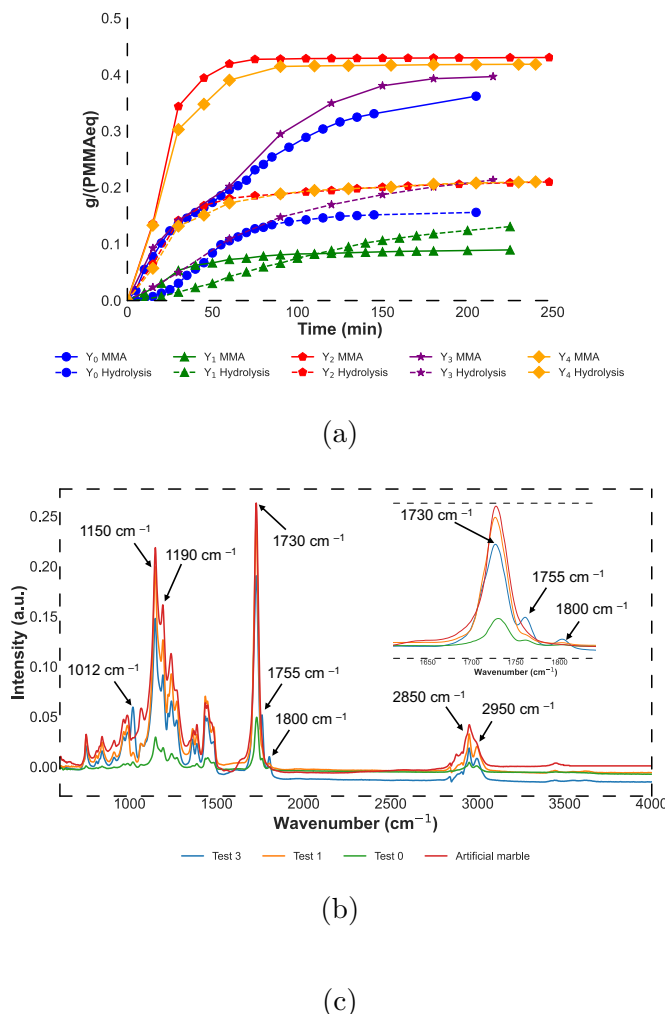 0.5
0.4
0.3
0.2
0.1
0.0
g/(PMMAeq)
0 50 100 150 200 250
Time (min)
Y₀ MMA Y₁ MMA Y₂ MMA Y₃ MMA Y₄ MMA
Y₀ Hydrolysis Y₁ Hydrolysis Y₂ Hydrolysis Y₃ Hydrolysis Y₄ Hydrolysis
(a)
0.25
0.20
0.15
0.10
0.05
0.00
Intensity (a.u.)
1150 cm⁻¹
1190 cm⁻¹
1012 cm⁻¹
1730 cm⁻¹
1755 cm⁻¹
1800 cm⁻¹
2850 cm⁻¹
2950 cm⁻¹
1730 cm⁻¹
1755 cm⁻¹
1800 cm⁻¹
1650 1700 1750 1800
Wavenumber (cm⁻¹)
1000 1500 2000 2500 3000 3500 4000
Wavenumber (cm⁻¹)
Test 3 Test 1 Test 0 Artificial marble
(b)
(c)